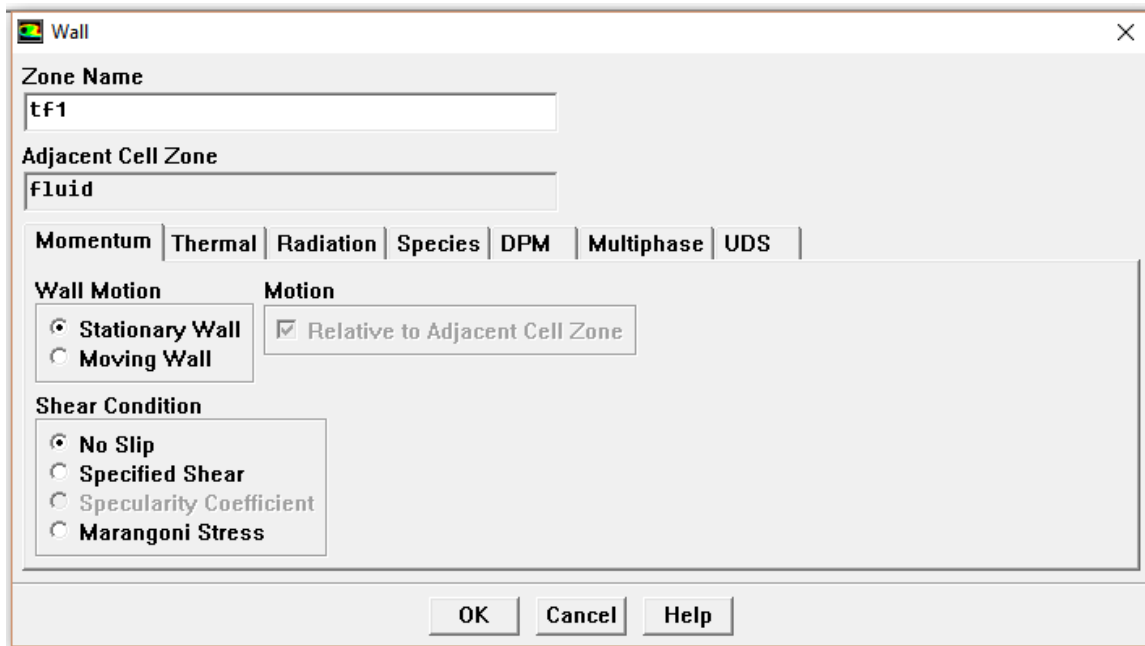 Wall
Zone Name
tf1
Adjacent Cell Zone
fluid
Momentum Thermal Radiation Species DPM Multiphase UDS
Wall Motion Motion
Stationary Wall Relative to Adjacent Cell Zone
Moving Wall
Shear Condition
No Slip
Specified Shear
Specularity Coefficient
Marangoni Stress
OK Cancel Help